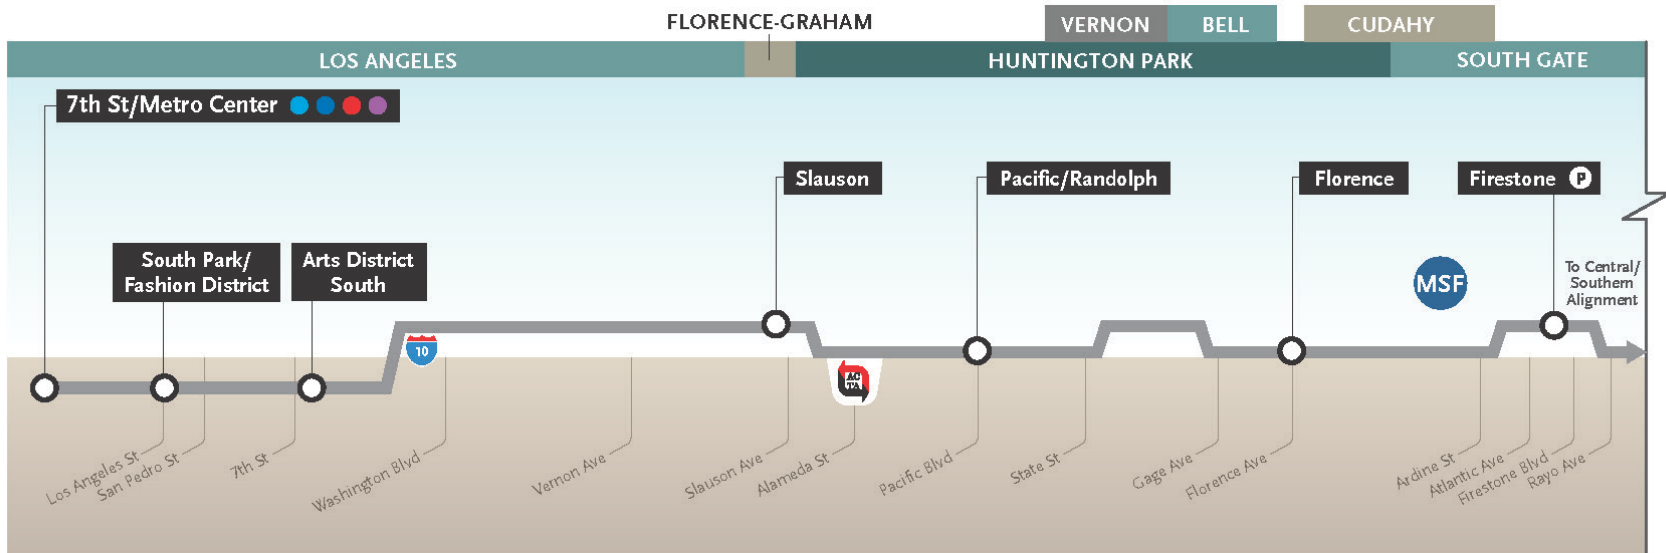 FLORENCE-GRAHAM
VERNON
BELL
CUDAHY
LOS ANGELES
HUNTINGTON PARK
SOUTH GATE
7th St/Metro Center
Slauson
Pacific/Randolph
Florence
Firestone P
South Park/
Fashion District
Arts District
South
MSF
To Central/
Southern
Alignment
10
AC
TA
Los Angeles St
San Pedro St
7th St
Washington Blvd
Vernon Ave
Slauson Ave
Alameda St
Pacific Blvd
State St
Gage Ave
Florence Ave
Ardine St
Atlantic Ave
Firestone Blvd
Rayo Ave